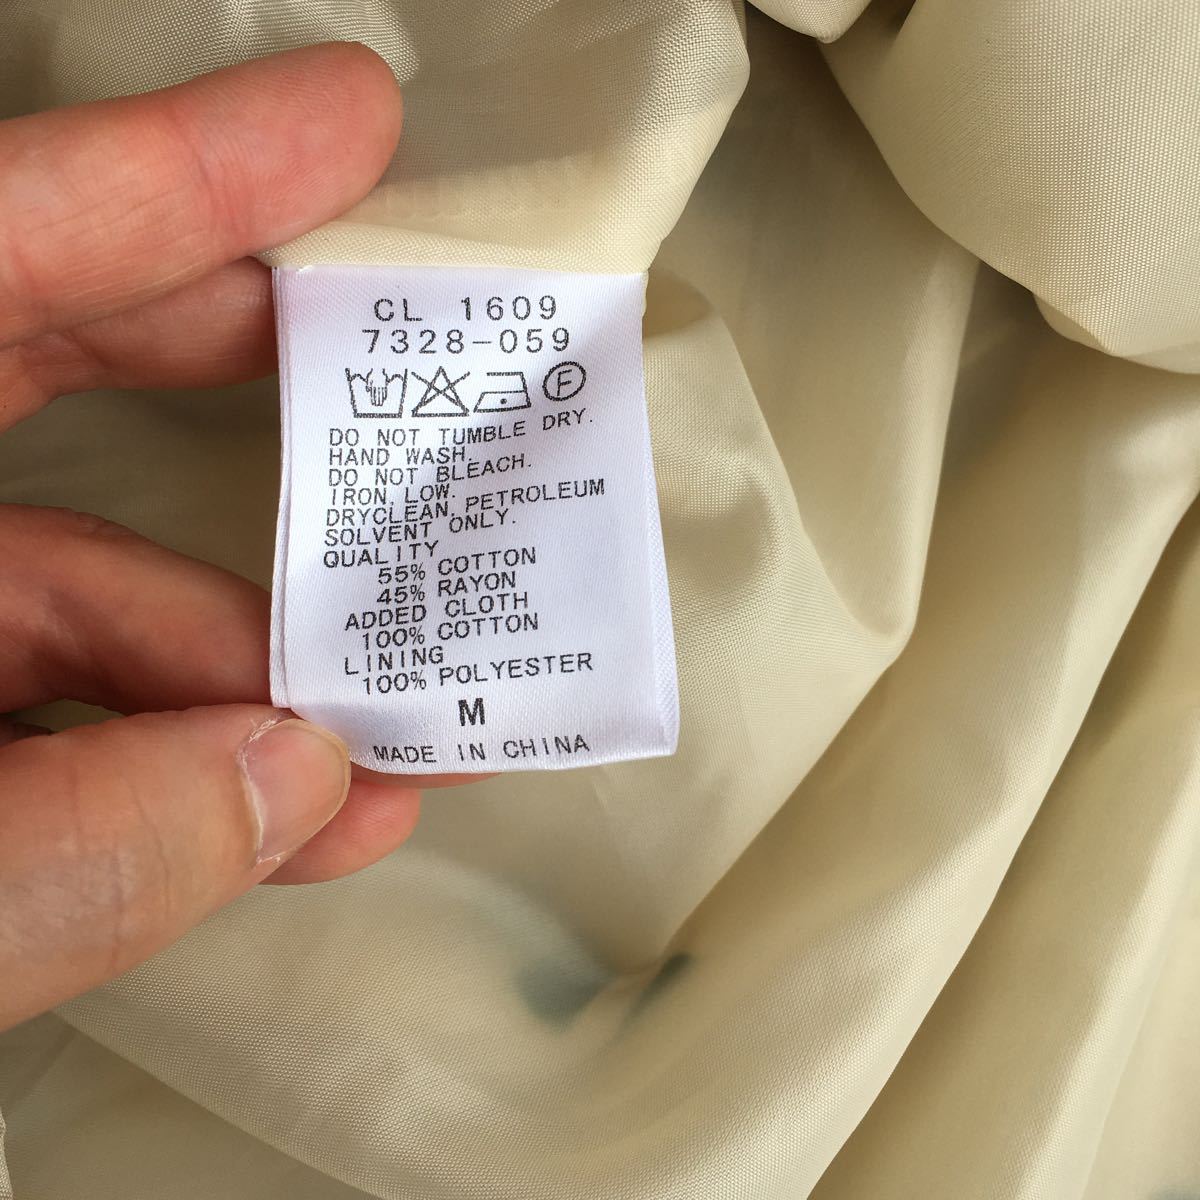 CL 1609
7328-059
F
DO NOT TUMBLE DRY.
HAND WASH.
DO NOT BLEACH.
IRON, LOW.
DRYCLEAN, PETROLEUM
SOLVENT ONLY.
QUALITY
55% COTTON
45% RAYON
ADDED CLOTH
100% COTTON
LINING
100% POLYESTER
M
MADE IN CHINA